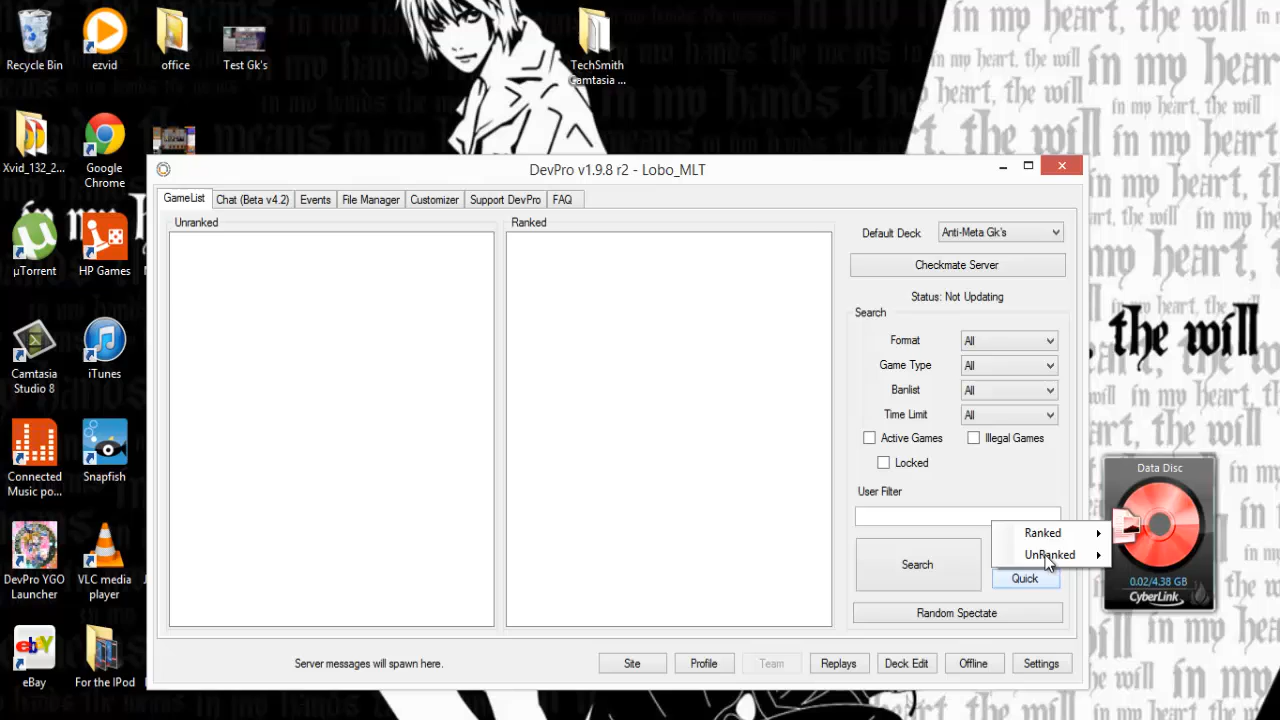 Recycle Bin
ezvid
office
Test Gk's
TechSmith
Camtasia ...
Xvid_132_2...
Google
Chrome
µTorrent
HP Games
Camtasia
Studio 8
iTunes
Connected
Music po...
Snapfish
DevPro YGO
Launcher
VLC media
player
eBay
For the IPod
DevPro v1.9.8 r2 - Lobo_MLT
GameList
Chat (Beta v4.2)
Events
File Manager
Customizer
Support DevPro
FAQ
Unranked
Ranked
Default Deck
Anti-Meta Gk's
Checkmate Server
Status: Not Updating
Search
Format
All
Game Type
All
Banlist
All
Time Limit
All
Active Games
Illegal Games
Locked
User Filter
Ranked
Unranked
Search
Quick
Random Spectate
Server messages will spawn here.
Site
Profile
Team
Replays
Deck Edit
Offline
Settings
Data Disc
0.02/4.38 GB
CyberLink
in my heart, the will
the will